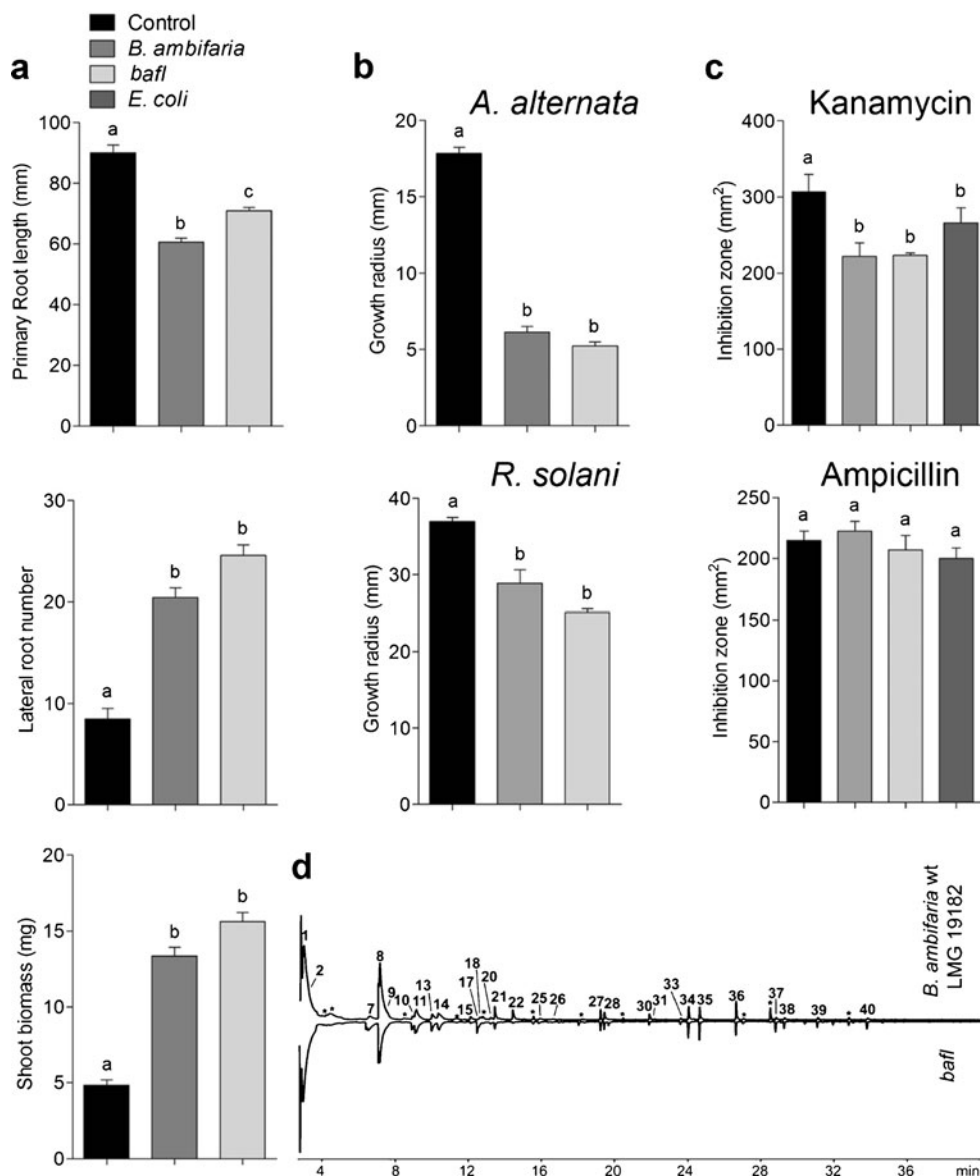 Control
B. ambifaria
bafI
E. coli
a
Primary Root length (mm)
100
80
60
40
20
0
a
b
c
Lateral root number
30
20
10
0
a
b
b
Shoot biomass (mg)
20
15
10
5
0
a
b
b
b
A. alternata
Growth radius (mm)
20
15
10
5
0
a
b
b
R. solani
Growth radius (mm)
40
30
20
10
0
a
b
b
c
Kanamycin
Inhibition zone (mm²)
400
300
200
100
0
a
b
b
b
Ampicillin
Inhibition zone (mm²)
250
200
150
100
50
0
a
a
a
a
d
1
2
*
*
7
8
9
*
10
11
13
14
*
15
17
18
*
20
21
22
*
25
26
*
27
28
*
30
31
33
34
35
36
*
*
37
38
39
*
40
B. ambifaria wt
LMG 19182
bafI
4 8 12 16 20 24 28 32 36 min